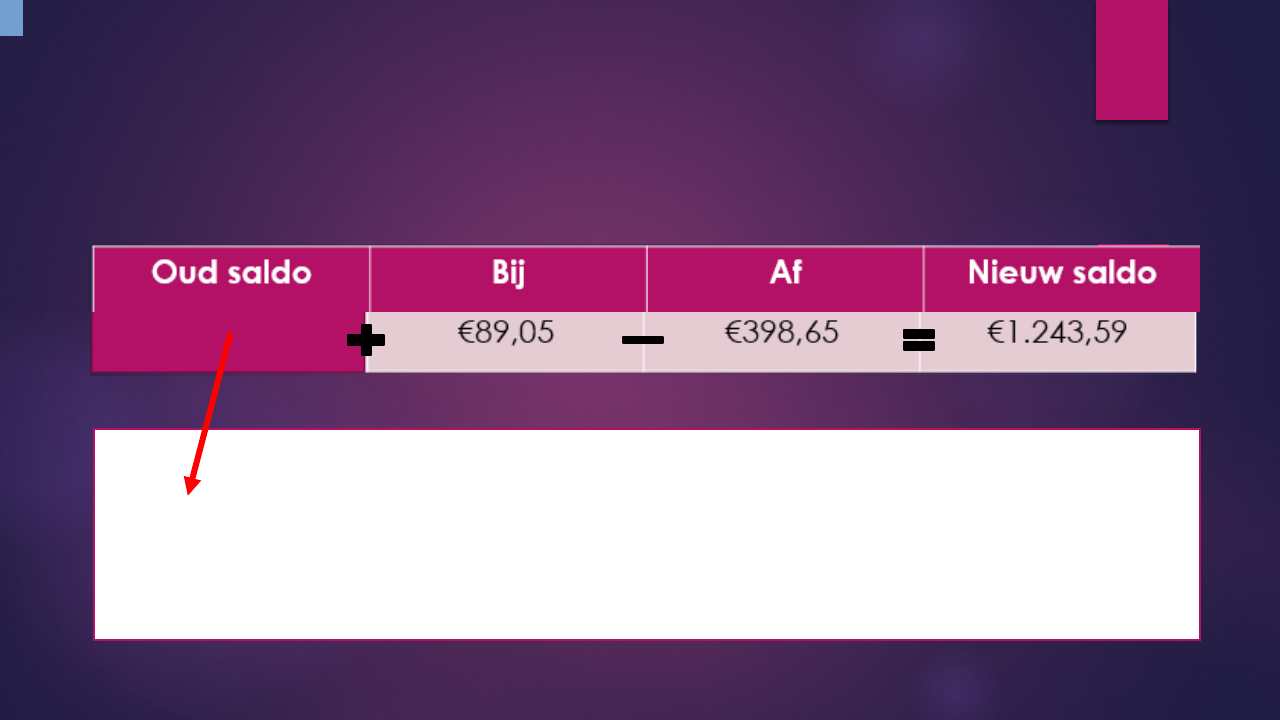 Oud saldo Bij Af Nieuw saldo
+ €89,05 − €398,65 = €1.243,59